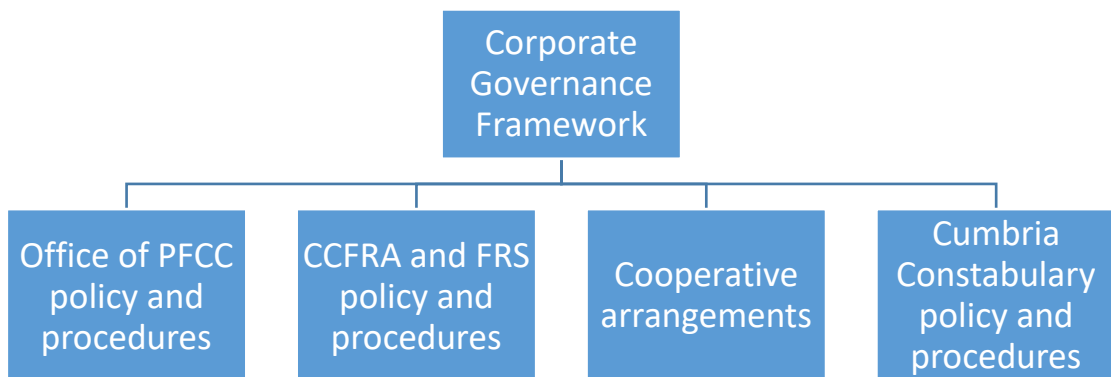 Corporate
Governance
Framework
Office of PFCC
policy and
procedures
CCFRA and FRS
policy and
procedures
Cooperative
arrangements
Cumbria
Constabulary
policy and
procedures